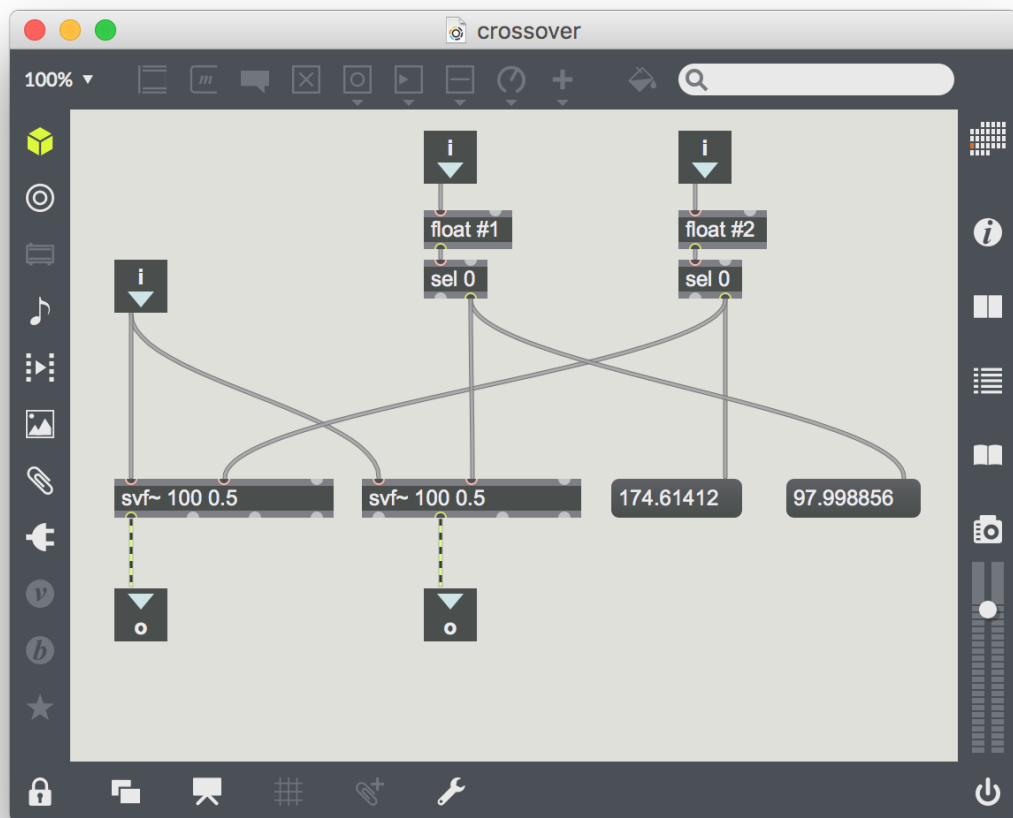 crossover
100%
m
i
i
float #1
float #2
sel 0
sel 0
i
i
svf~ 100 0.5
svf~ 100 0.5
174.61412
97.998856
v
o
o
b